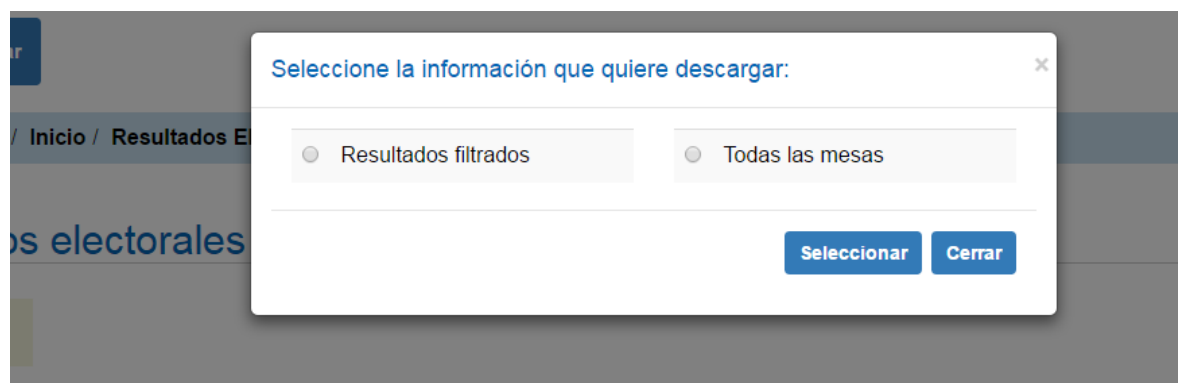 Seleccione la información que quiere descargar: ×
/ Inicio / Resultados El
Resultados filtrados
Todas las mesas
os electorales
Seleccionar
Cerrar